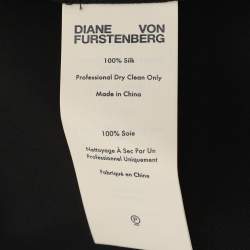 DIANE VON
FURSTENBERG
100% Silk
Professional Dry Clean Only
Made in China
100% Soie
Nettoyage À Sec Par Un
Professionnel Uniquement
Fabriqué en Chine
P